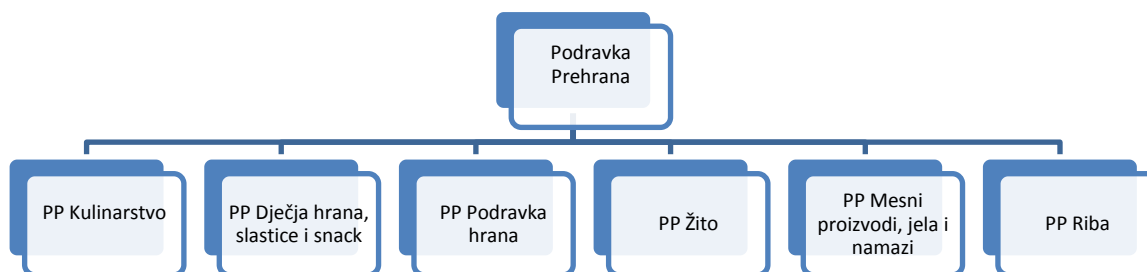 Podravka
Prehrana
PP Kulinarstvo
PP Dječja hrana,
slastice i snack
PP Podravka
hrana
PP Žito
PP Mesni
proizvodi, jela i
namazi
PP Riba